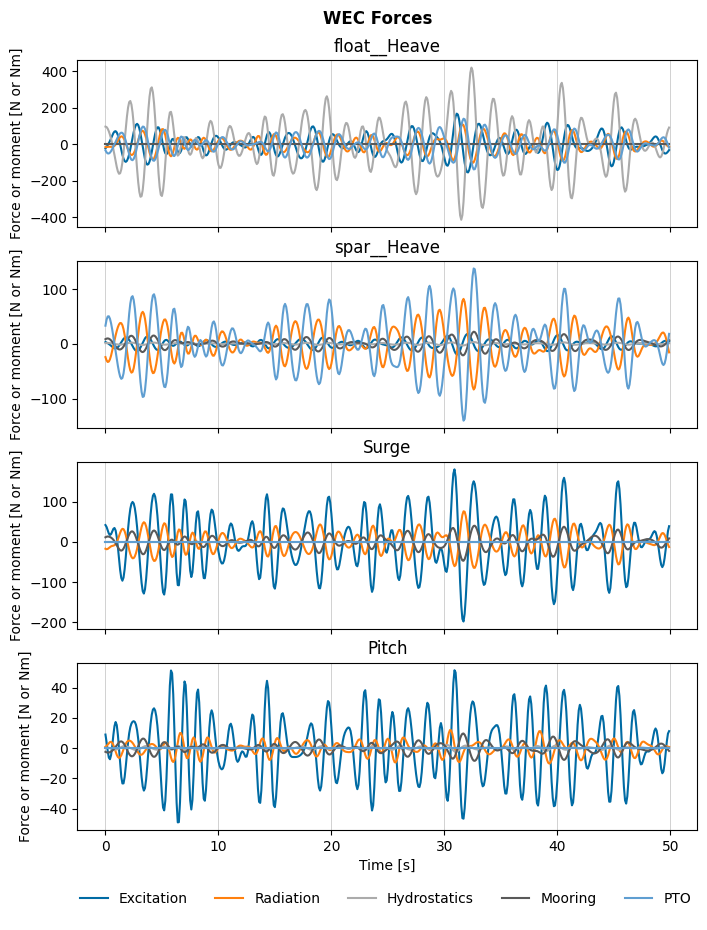 WEC Forces
float__Heave
Force or moment [N or Nm]
400
200
0
−200
−400
spar__Heave
Force or moment [N or Nm]
100
0
−100
Surge
Force or moment [N or Nm]
100
0
−100
−200
Pitch
Force or moment [N or Nm]
40
20
0
−20
−40
0 10 20 30 40 50
Time [s]
Excitation Radiation Hydrostatics Mooring PTO